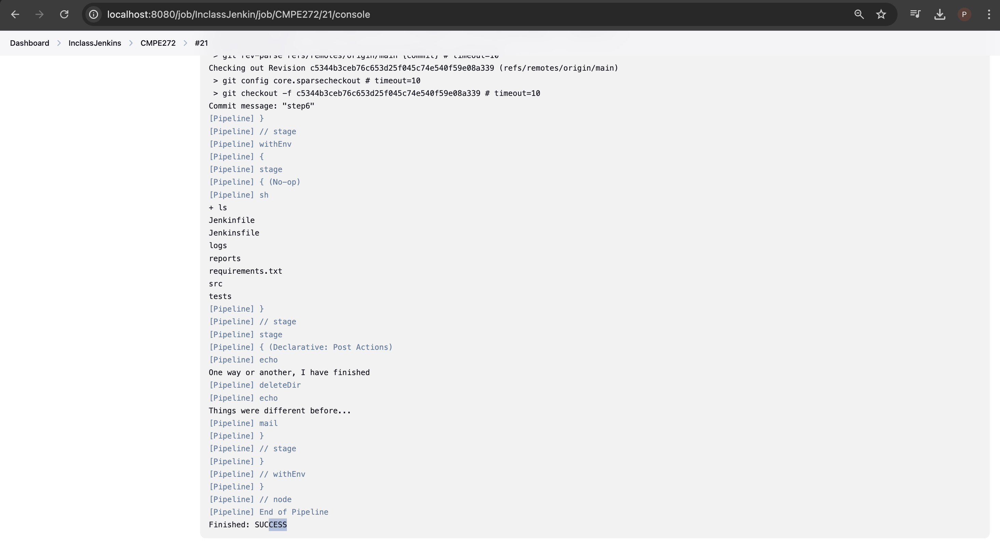 localhost:8080/job/InclassJenkin/job/CMPE272/21/console
P
Dashboard > InclassJenkins > CMPE272 > #21
> git rev-parse refs/remotes/origin/main {commit} # timeout=10
Checking out Revision c5344b3ceb76c653d25f045c74e540f59e08a339 (refs/remotes/origin/main)
> git config core.sparsecheckout # timeout=10
> git checkout -f c5344b3ceb76c653d25f045c74e540f59e08a339 # timeout=10
Commit message: "step6"
[Pipeline] }
[Pipeline] // stage
[Pipeline] withEnv
[Pipeline] {
[Pipeline] stage
[Pipeline] { (No-op)
[Pipeline] sh
+ ls
Jenkinfile
Jenkinsfile
logs
reports
requirements.txt
src
tests
[Pipeline] }
[Pipeline] // stage
[Pipeline] stage
[Pipeline] { (Declarative: Post Actions)
[Pipeline] echo
One way or another, I have finished
[Pipeline] deleteDir
[Pipeline] echo
Things were different before...
[Pipeline] mail
[Pipeline] }
[Pipeline] // stage
[Pipeline] }
[Pipeline] // withEnv
[Pipeline] }
[Pipeline] // node
[Pipeline] End of Pipeline
Finished: SUCCESS